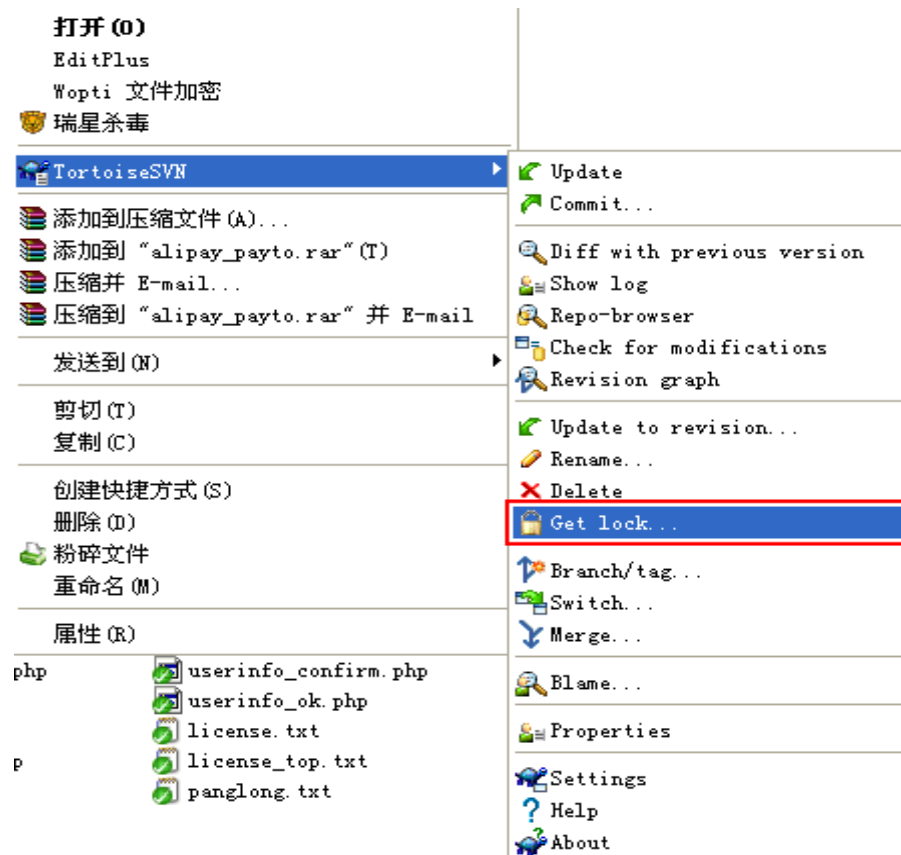 打开(O)
EditPlus
Wopti 文件加密
瑞星杀毒
TortoiseSVN
添加到压缩文件(A)...
添加到 "alipay_payto.rar"(T)
压缩并 E-mail...
压缩到 "alipay_payto.rar" 并 E-mail
发送到(N)
剪切(T)
复制(C)
创建快捷方式(S)
删除(D)
粉碎文件
重命名(M)
属性(R)
Update
Commit...
Diff with previous version
Show log
Repo-browser
Check for modifications
Revision graph
Update to revision...
Rename...
Delete
Get lock...
Branch/tag...
Switch...
Merge...
Blame...
Properties
Settings
Help
About
php
p
userinfo_confirm.php
userinfo_ok.php
license.txt
license_top.txt
panglong.txt